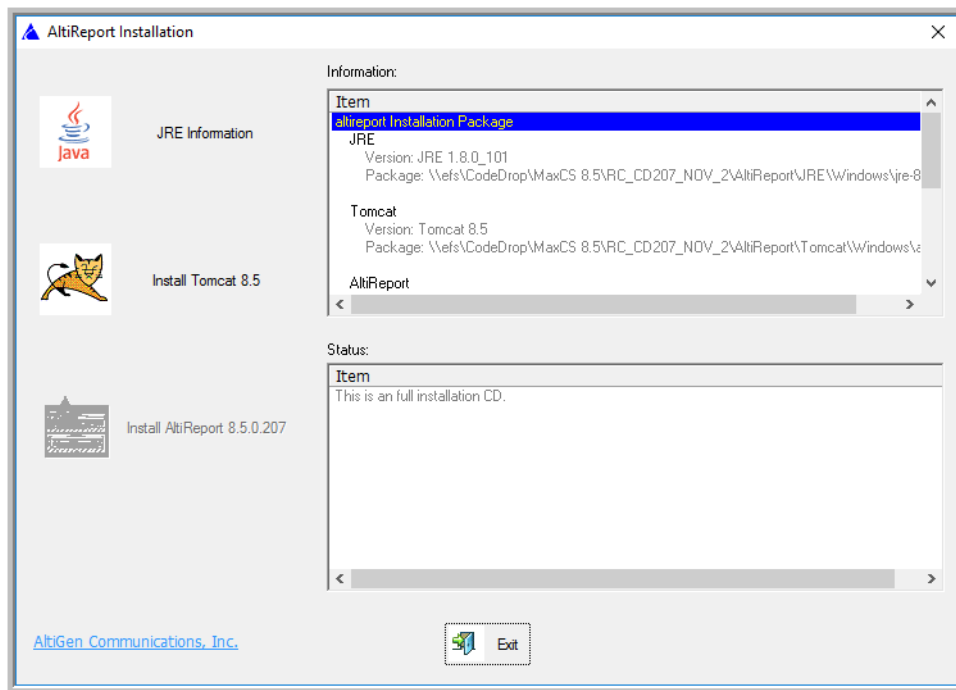 AltiReport Installation
Information:
Item
altireport Installation Package
JRE
Version: JRE 1.8.0_101
Package: \\efs\CodeDrop\MaxCS 8.5\RC_CD207_NOV_2\AltiReport\JRE\Windows\jre-8
Tomcat
Version: Tomcat 8.5
Package: \\efs\CodeDrop\MaxCS 8.5\RC_CD207_NOV_2\AltiReport\Tomcat\Windows\a
AltiReport
Java
JRE Information
Install Tomcat 8.5
Install AltiReport 8.5.0.207
Status:
Item
This is an full installation CD.
AltiGen Communications, Inc.
Exit